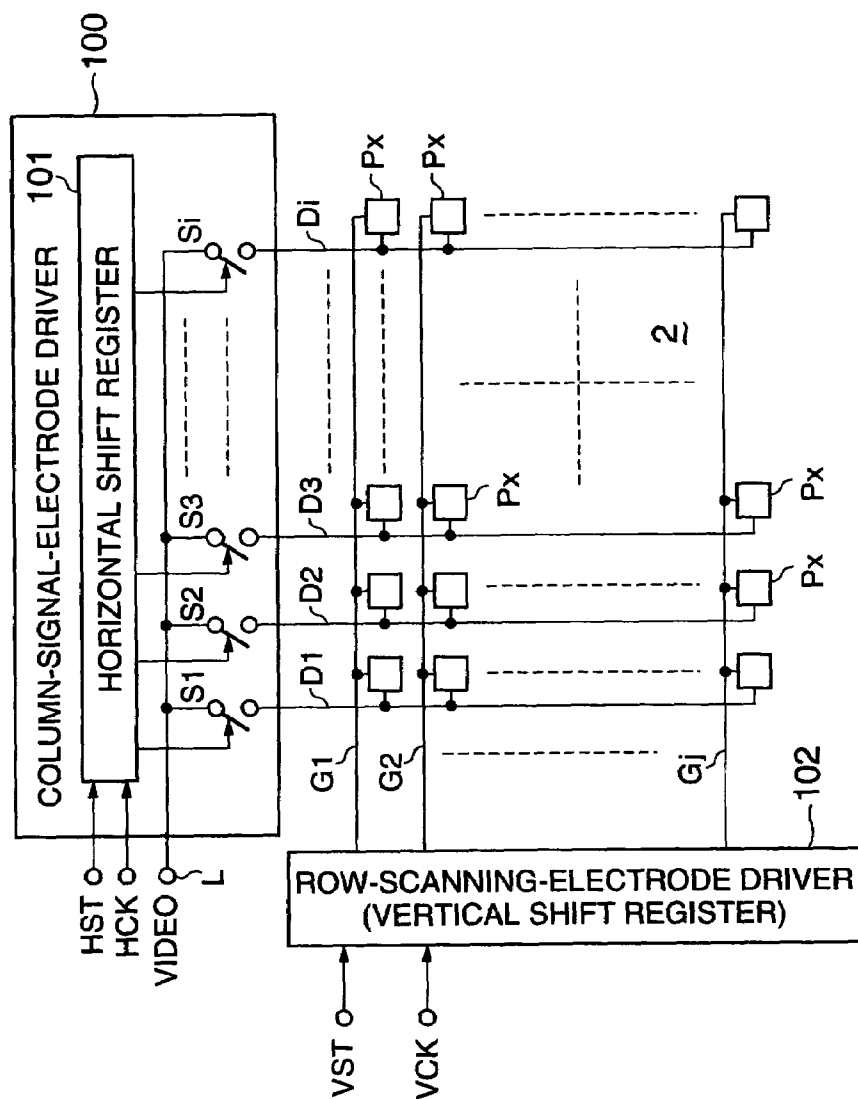 100
COLUMN-SIGNAL-ELECTRODE DRIVER
101
HORIZONTAL SHIFT REGISTER
HST
HCK
VIDEO
L
S1
S2
S3
Si
D1
D2
D3
Di
Px
Px
G1
G2
Px
2
Gj
Px
Px
102
ROW-SCANNING-ELECTRODE DRIVER
(VERTICAL SHIFT REGISTER)
VST
VCK